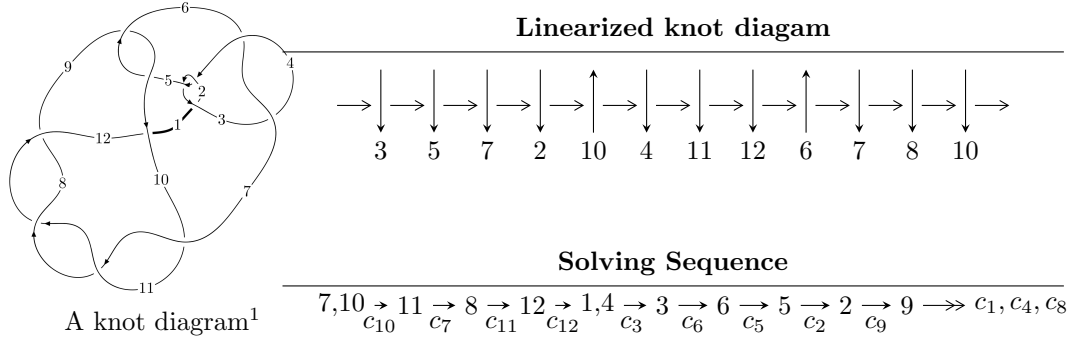 6
9
4
5
2
3
1
12
10
8
7
11
A knot diagram¹
Linearized knot diagam
3 5 7 2 10 4 11 12 6 7 8 10
Solving Sequence
7,10 → 11 → 8 → 12 → 1,4 → 3 → 6 → 5 → 2 → 9 →→ c₁, c₄, c₈
c₁₀ c₇ c₁₁ c₁₂ c₃ c₆ c₅ c₂ c₉